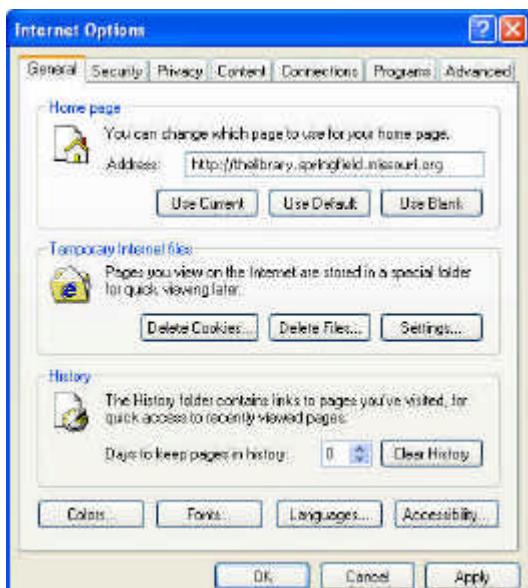 Internet Options
General Security Privacy Content Connections Programs Advanced
Home page
You can change which page to use for your home page.
Address: http://thelibrary.springfield.missouri.org
Use Current Use Default Use Blank
Temporary Internet files
Pages you view on the Internet are stored in a special folder
for quick viewing later.
Delete Cookies... Delete Files... Settings...
History
The History folder contains links to pages you've visited, for
quick access to recently viewed pages.
Days to keep pages in history: 0 Clear History
Colors... Fonts... Languages... Accessibility...
OK Cancel Apply